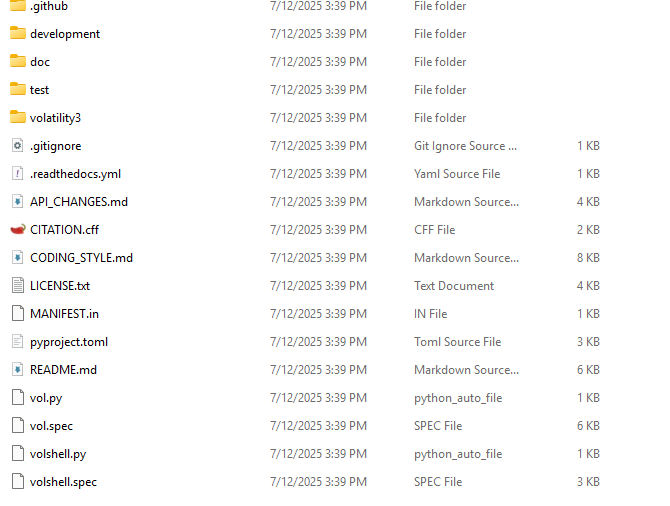 .github 7/12/2025 3:39 PM File folder
development 7/12/2025 3:39 PM File folder
doc 7/12/2025 3:39 PM File folder
test 7/12/2025 3:39 PM File folder
volatility3 7/12/2025 3:39 PM File folder
.gitignore 7/12/2025 3:39 PM Git Ignore Source ... 1 KB
.readthedocs.yml 7/12/2025 3:39 PM Yaml Source File 1 KB
API_CHANGES.md 7/12/2025 3:39 PM Markdown Source... 4 KB
CITATION.cff 7/12/2025 3:39 PM CFF File 2 KB
CODING_STYLE.md 7/12/2025 3:39 PM Markdown Source... 8 KB
LICENSE.txt 7/12/2025 3:39 PM Text Document 4 KB
MANIFEST.in 7/12/2025 3:39 PM IN File 1 KB
pyproject.toml 7/12/2025 3:39 PM Toml Source File 3 KB
README.md 7/12/2025 3:39 PM Markdown Source... 6 KB
vol.py 7/12/2025 3:39 PM python_auto_file 1 KB
vol.spec 7/12/2025 3:39 PM SPEC File 6 KB
volshell.py 7/12/2025 3:39 PM python_auto_file 1 KB
volshell.spec 7/12/2025 3:39 PM SPEC File 3 KB